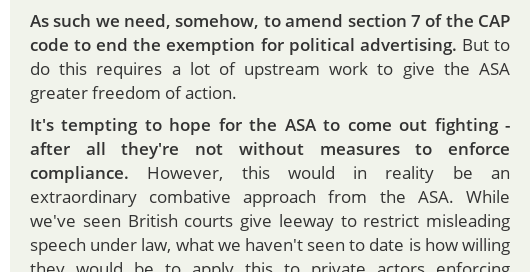 As such we need, somehow, to amend section 7 of the CAP
code to end the exemption for political advertising. But to
do this requires a lot of upstream work to give the ASA
greater freedom of action.
It's tempting to hope for the ASA to come out fighting -
after all they're not without measures to enforce
compliance. However, this would in reality be an
extraordinary combative approach from the ASA. While
we've seen British courts give leeway to restrict misleading
speech under law, what we haven't seen to date is how willing
they would be to apply this to private actors enforcing